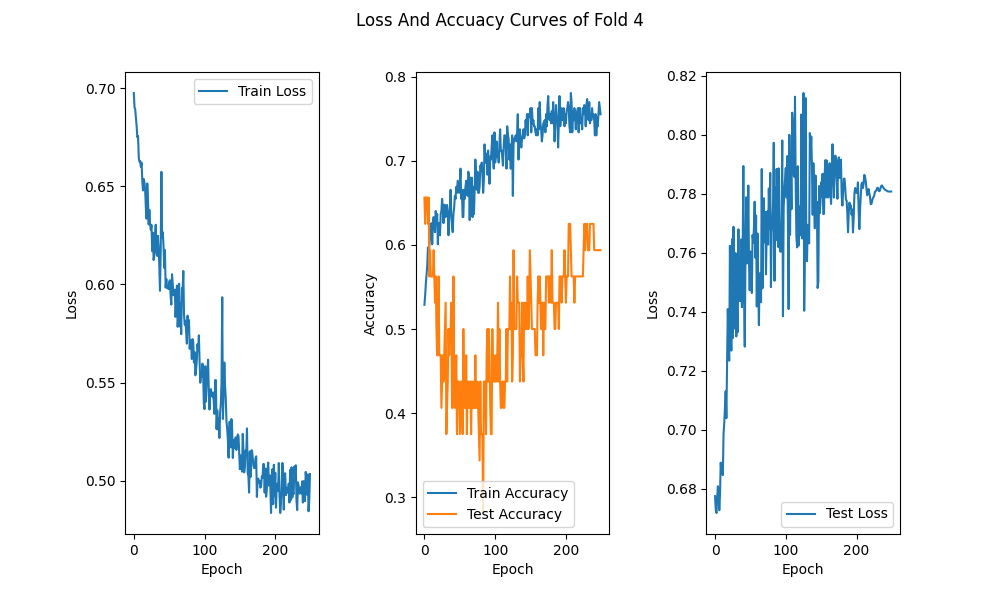 Loss And Accuacy Curves of Fold 4
0.70
0.65
0.60
0.55
0.50
Loss
0
100
200
Epoch
Train Loss
0.8
0.7
0.6
0.5
0.4
0.3
Accuracy
0
100
200
Epoch
Train Accuracy
Test Accuracy
0.82
0.80
0.78
0.76
0.74
0.72
0.70
0.68
Loss
0
100
200
Epoch
Test Loss